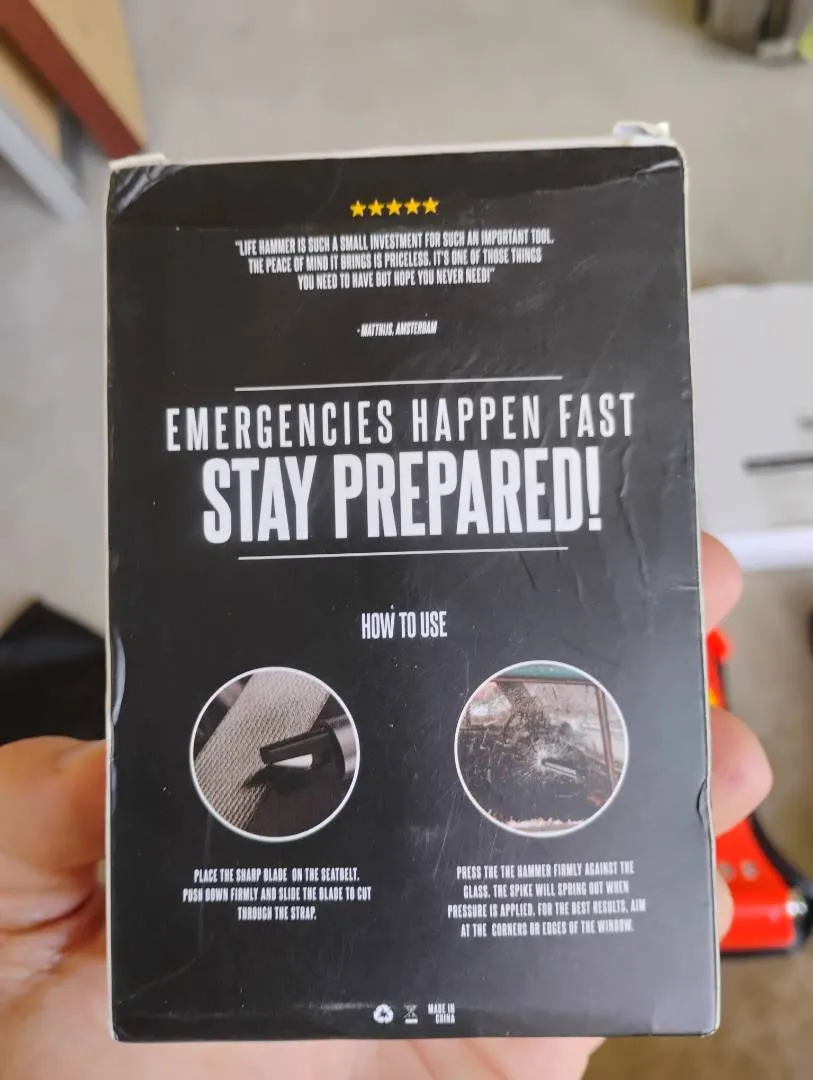 "LIFE HAMMER IS SUCH A SMALL INVESTMENT FOR SUCH AN IMPORTANT TOOL.
THE PEACE OF MIND IT BRINGS IS PRICELESS. IT'S ONE OF THOSE THINGS
YOU NEED TO HAVE BUT HOPE YOU NEVER NEED!"
- MATTHIJS, AMSTERDAM
EMERGENCIES HAPPEN FAST
STAY PREPARED!
HOW TO USE
PLACE THE SHARP BLADE ON THE SEATBELT.
PUSH DOWN FIRMLY AND SLIDE THE BLADE TO CUT
THROUGH THE STRAP.
PRESS THE THE HAMMER FIRMLY AGAINST THE
GLASS. THE SPIKE WILL SPRING OUT WHEN
PRESSURE IS APPLIED. FOR THE BEST RESULTS, AIM
AT THE CORNERS OR EDGES OF THE WINDOW.
MADE IN
CHINA